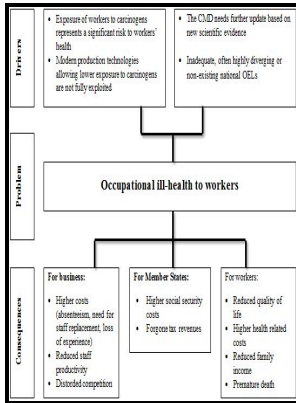 Drivers
• Exposure of workers to carcinogens
represents a significant risk to workers'
health
• Modern production technologies
allowing lower exposure to carcinogens
are not fully exploited
• The CMD needs further update based on
new scientific evidence
• Inadequate, often highly diverging or
non-existing national OELs
Problem
Occupational ill-health to workers
Consequences
For business:
• Higher costs
(absenteeism, need for
staff replacement, loss
of experience)
• Reduced staff
productivity
• Distorted competition
For Member States:
• Higher social security
costs
• Forgone tax revenues
For workers:
• Reduced quality of
life
• Higher health related
costs
• Reduced family
income
• Premature death